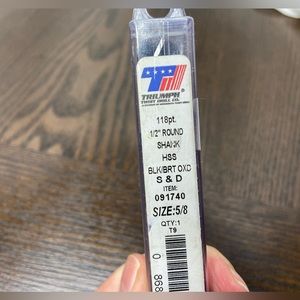 TRIUMPH
TWIST DRILL CO.
118pt.
1/2" ROUND
SHANK
HSS
BLK/BRT OXD
S & D
ITEM:
091740
SIZE:5/8
QTY:1
T9
0 868